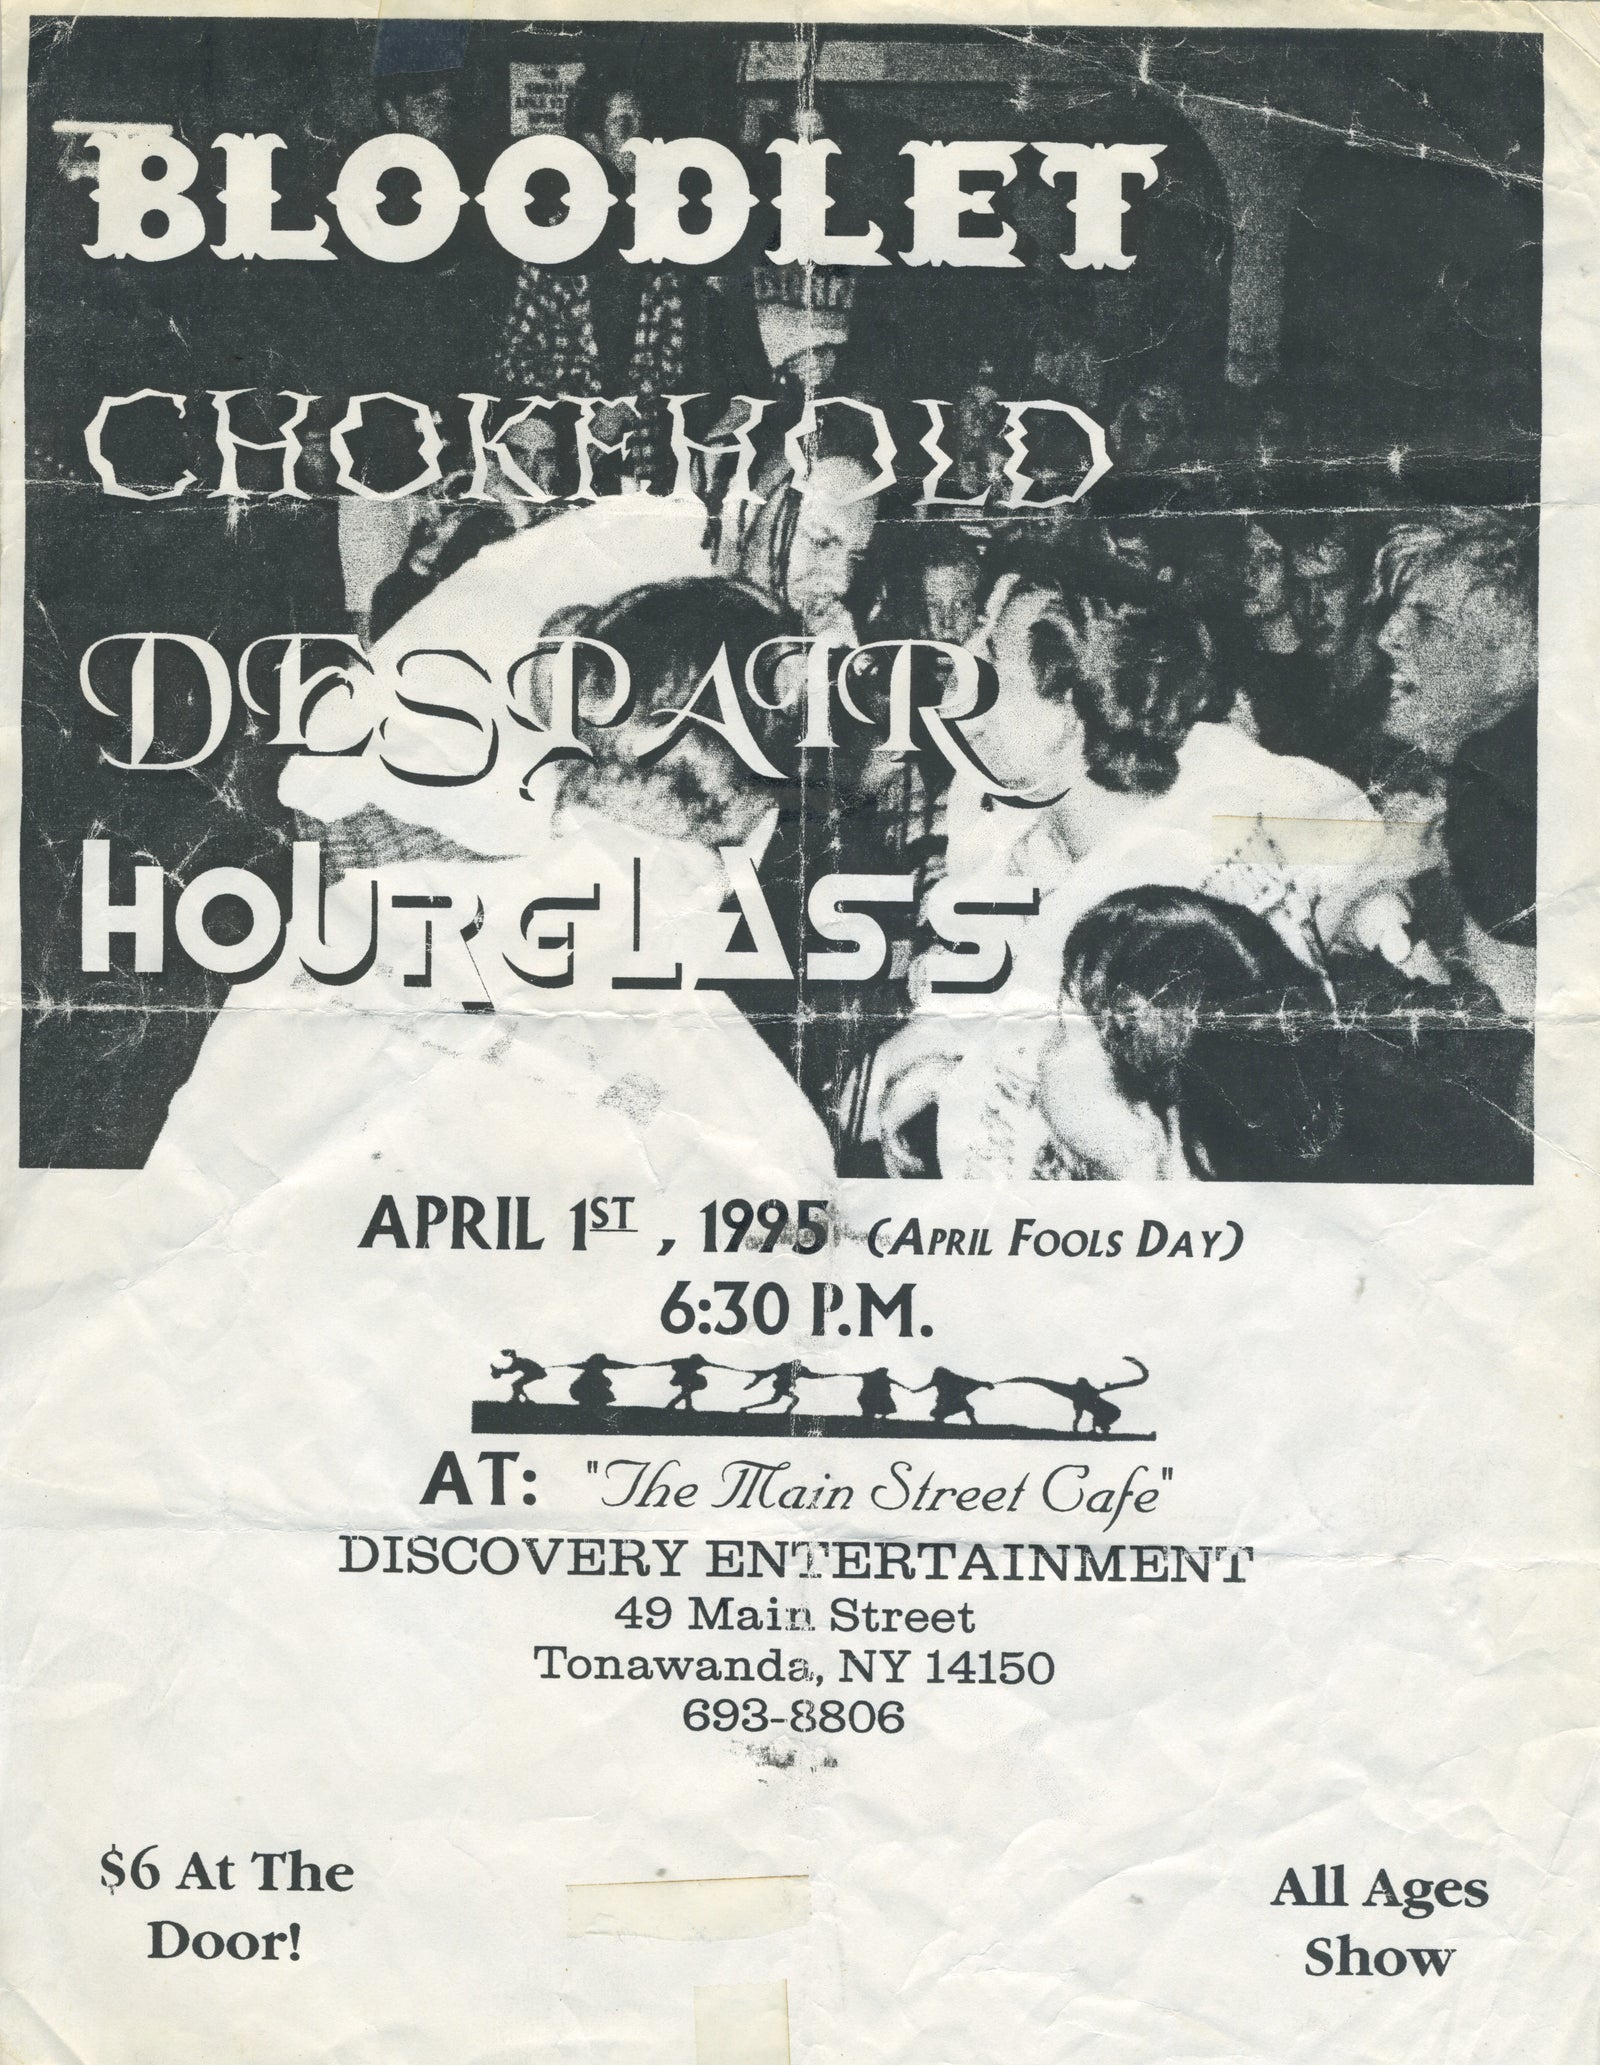 BLOODLET
CHOKEHOLD
DESPAIR
HOURGLASS
APRIL 1ST , 1995 (APRIL FOOLS DAY)
6:30 P.M.
AT: "The Main Street Cafe"
DISCOVERY ENTERTAINMENT
49 Main Street
Tonawanda, NY 14150
693-8806
$6 At The
Door!
All Ages
Show